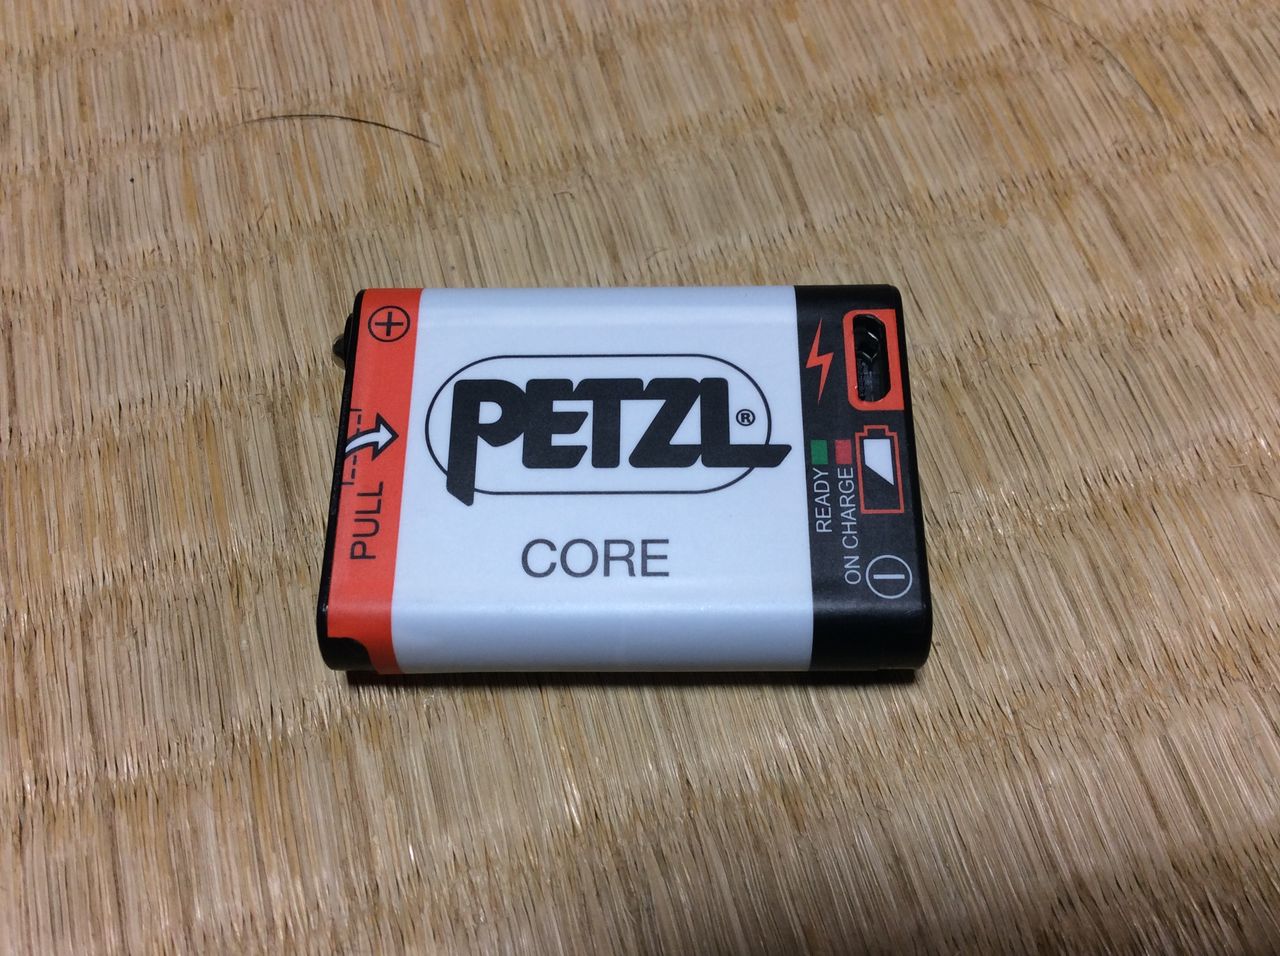 PULL
PETZL®
CORE
READY
ON CHARGE